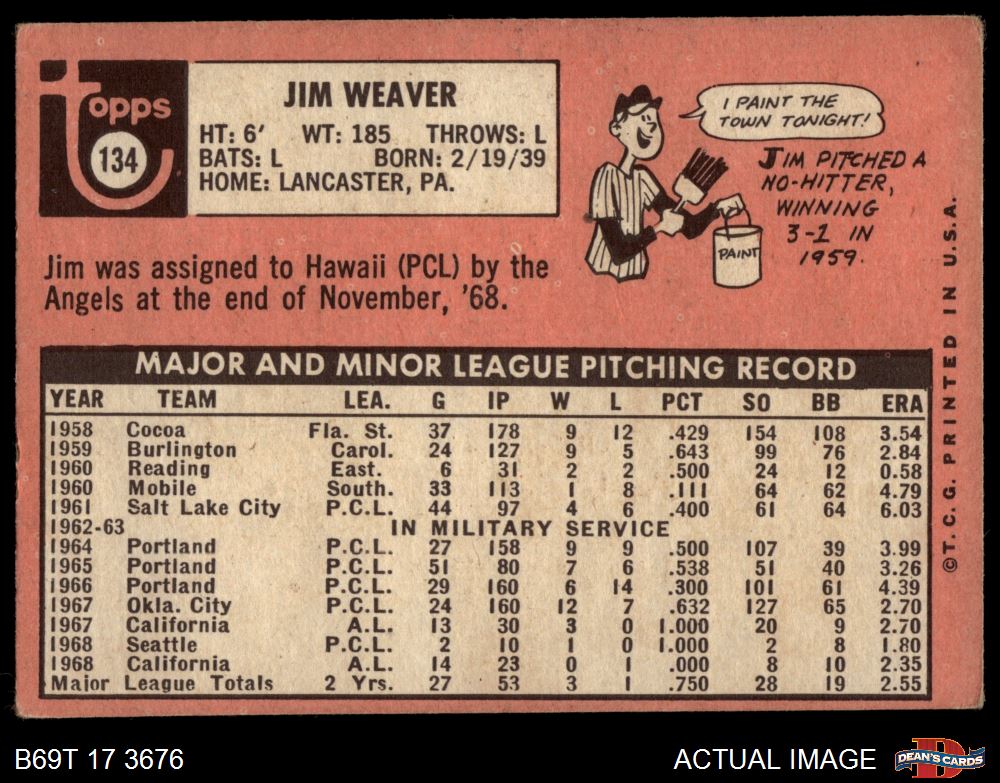 Topps
134
JIM WEAVER
HT: 6' WT: 185 THROWS: L
BATS: L BORN: 2/19/39
HOME: LANCASTER, PA.
Jim was assigned to Hawaii (PCL) by the
Angels at the end of November, '68.
I PAINT THE
TOWN TONIGHT!
JIM PITCHED A
NO-HITTER,
WINNING
3-1 IN
1959.
PAINT
©T.C.G. PRINTED IN U.S.A.
MAJOR AND MINOR LEAGUE PITCHING RECORD
YEAR TEAM LEA. G IP W L PCT SO BB ERA
1958 Cocoa Fla. St. 37 178 9 12 .429 154 108 3.54
1959 Burlington Carol. 24 127 9 5 .643 99 76 2.84
1960 Reading East. 6 31 2 2 .500 24 12 0.58
1960 Mobile South. 33 113 1 8 .111 64 62 4.79
1961 Salt Lake City P.C.L. 44 97 4 6 .400 61 64 6.03
1962-63 IN MILITARY SERVICE
1964 Portland P.C.L. 27 158 9 9 .500 107 39 3.99
1965 Portland P.C.L. 51 80 7 6 .538 51 40 3.26
1966 Portland P.C.L. 29 160 6 14 .300 101 61 4.39
1967 Okla. City P.C.L. 24 160 12 7 .632 127 65 2.70
1967 California A.L. 13 30 3 0 1.000 20 9 2.70
1968 Seattle P.C.L. 2 10 1 0 1.000 2 8 1.80
1968 California A.L. 14 23 0 1 .000 8 10 2.35
Major League Totals 2 Yrs. 27 53 3 1 .750 28 19 2.55
B69T 17 3676
ACTUAL IMAGE
D
DEAN'S CARDS